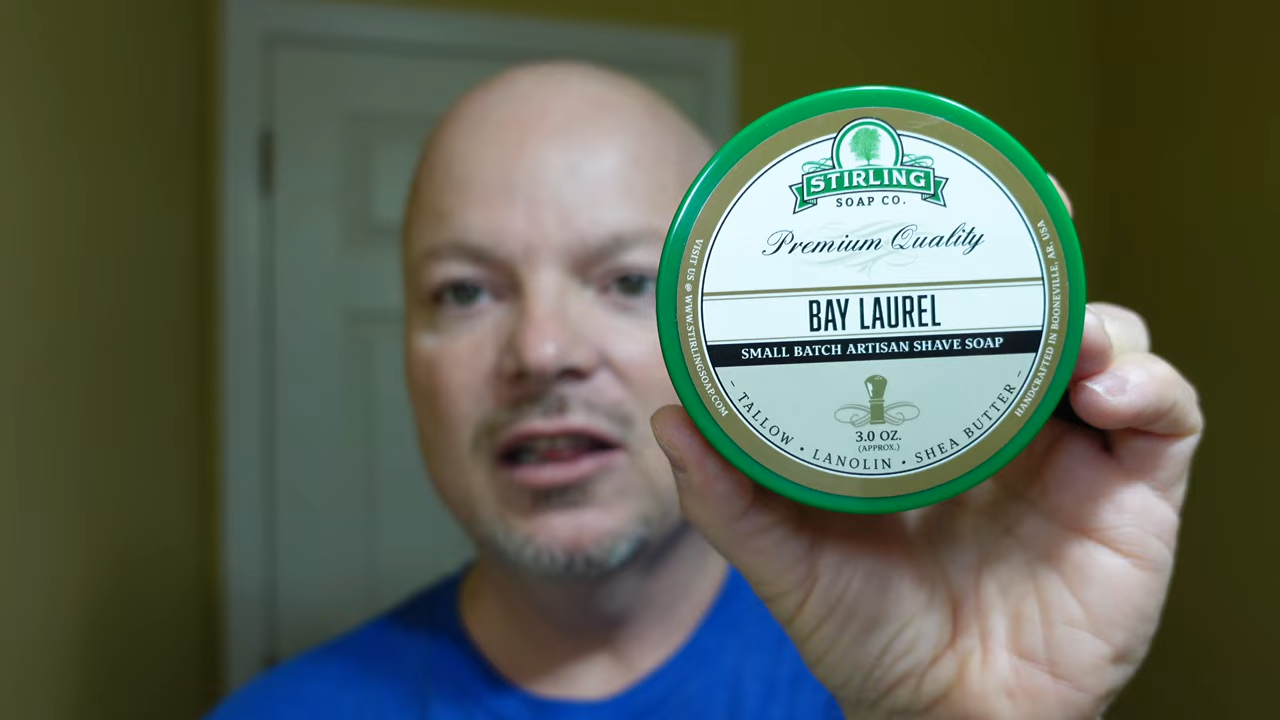 STIRLING
SOAP CO.
Premium Quality
BAY LAUREL
SMALL BATCH ARTISAN SHAVE SOAP
3.0 OZ.
(APPROX.)
- TALLOW • LANOLIN • SHEA BUTTER -
VISIT US @ WWW.STIRLINGSOAP.COM
HANDCRAFTED IN BOONEVILLE, AR, USA